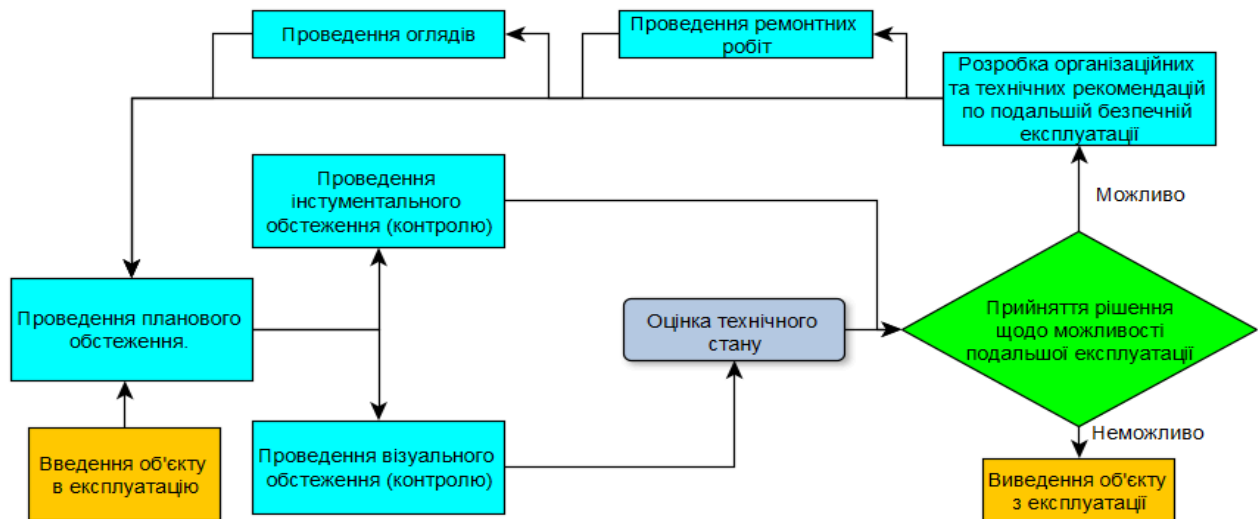 Проведення оглядів
Проведення ремонтних
робіт
Розробка організаційних
та технічних рекомендацій
по подальшій безпечній
експлуатації
Проведення
інстументального
обстеження (контролю)
Можливо
Проведення планового
обстеження.
Оцінка технічного
стану
Прийняття рішення
щодо можливості
подальшої експлуатації
Неможливо
Введення об'єкту
в експлуатацію
Проведення візуального
обстеження (контролю)
Виведення об'єкту
з експлуатації